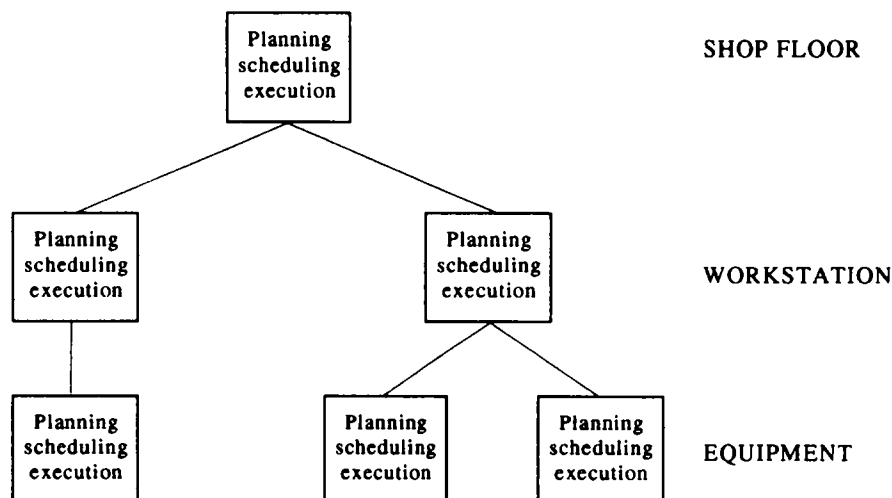 Planning
scheduling
execution
SHOP FLOOR
Planning
scheduling
execution
Planning
scheduling
execution
WORKSTATION
Planning
scheduling
execution
Planning
scheduling
execution
Planning
scheduling
execution
EQUIPMENT